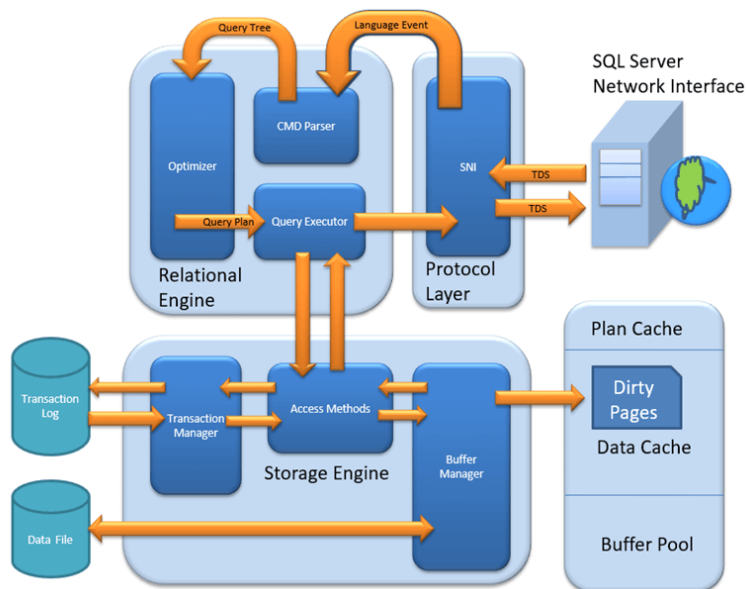 Query Tree
Language Event
SQL Server
Network Interface
CMD Parser
Optimizer
SNI
TDS
TDS
Query Plan
Query Executor
Relational
Engine
Protocol
Layer
Plan Cache
Dirty
Pages
Data Cache
Buffer Pool
Transaction
Log
Transaction
Manager
Access Methods
Storage Engine
Buffer
Manager
Data File